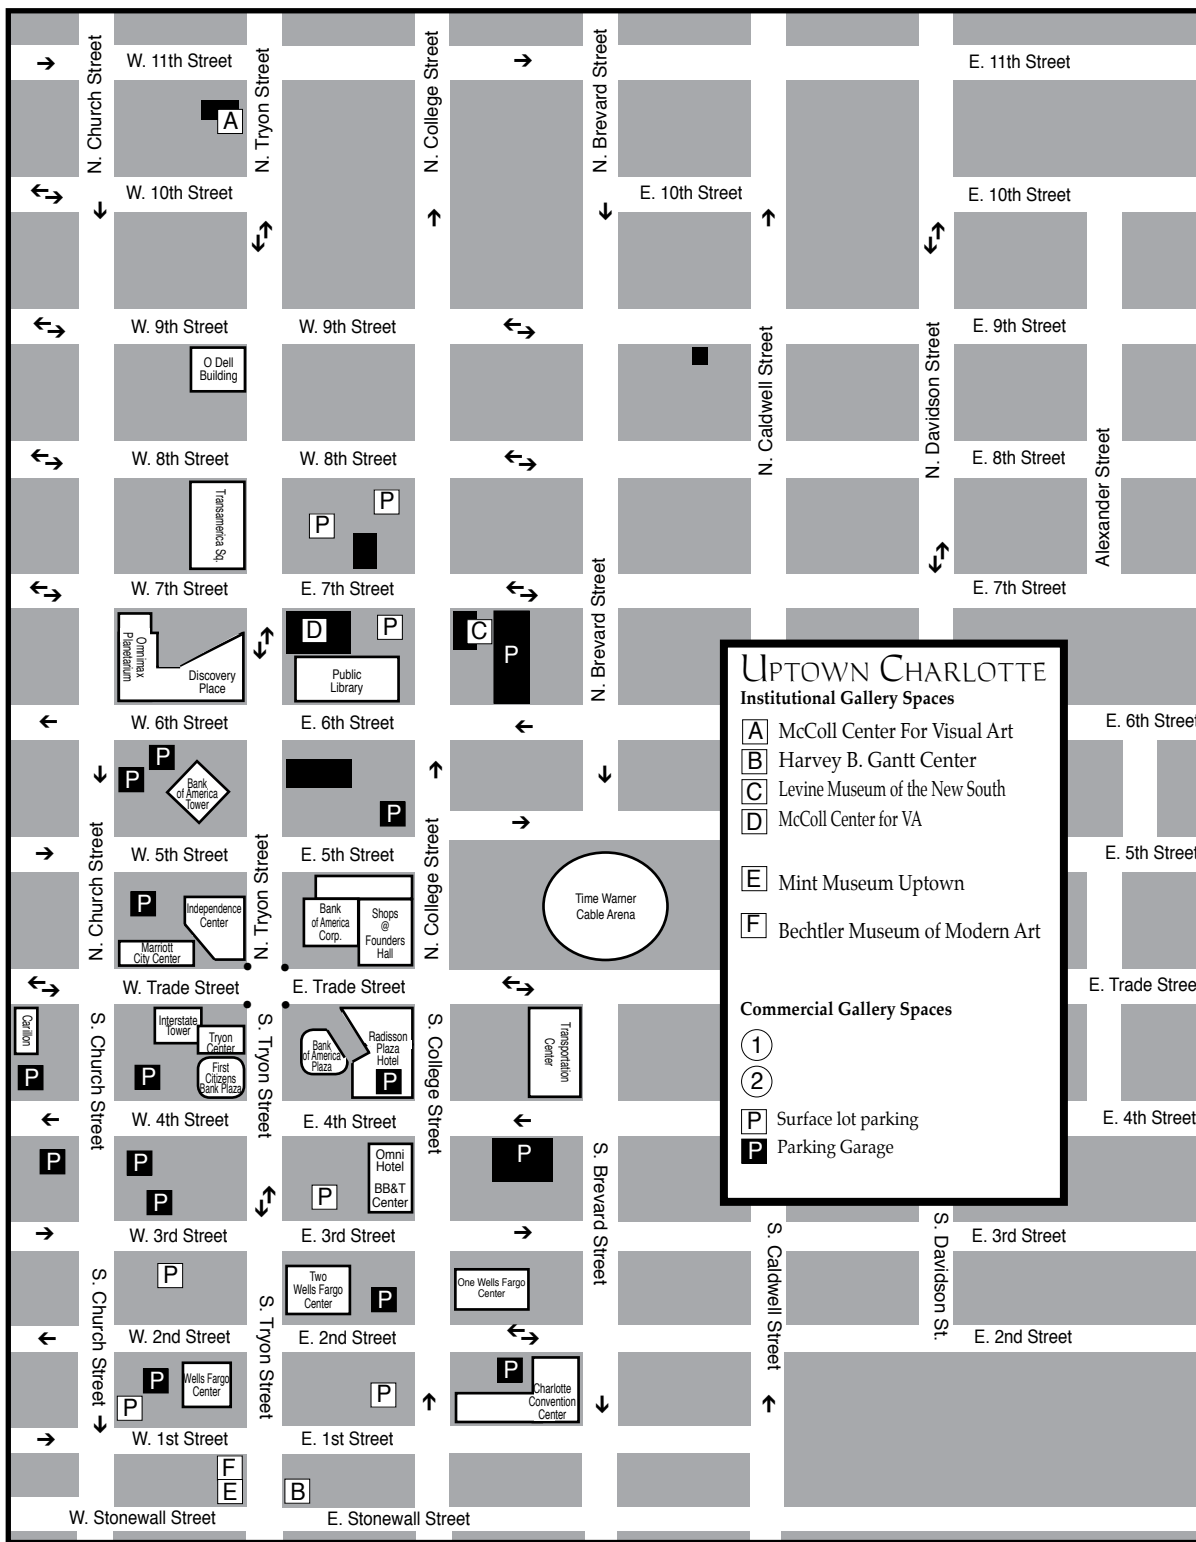 N. Church Street
N. Tryon Street
N. College Street
N. Brevard Street
W. 11th Street
E. 11th Street
A
W. 10th Street
E. 10th Street
E. 10th Street
W. 9th Street
W. 9th Street
E. 9th Street
N. Caldwell Street
N. Davidson Street
O Dell
Building
W. 8th Street
W. 8th Street
E. 8th Street
Alexander Street
Transamerica Sq.
P
P
W. 7th Street
E. 7th Street
E. 7th Street
N. Brevard Street
Omnimax
Planetarium
Discovery
Place
D
P
Public
Library
C
P
W. 6th Street
E. 6th Street
E. 6th Street
P
P
Bank
of America
Tower
P
W. 5th Street
E. 5th Street
E. 5th Street
N. Church Street
N. Tryon Street
N. College Street
P
Independence
Center
Marriott
City Center
Bank
of America
Corp.
Shops
@
Founders
Hall
Time Warner
Cable Arena
W. Trade Street
E. Trade Street
E. Trade Street
Carillon
P
S. Church Street
Interstate
Tower
Tryon
Center
First
Citizens
Bank Plaza
P
S. Tryon Street
Bank
of America
Plaza
Radisson
Plaza
Hotel
P
S. College Street
Transportation
Center
W. 4th Street
E. 4th Street
E. 4th Street
P
P
P
P
Omni
Hotel
BB&T
Center
P
S. Brevard Street
W. 3rd Street
E. 3rd Street
E. 3rd Street
S. Caldwell Street
S. Davidson St.
S. Church Street
P
S. Tryon Street
Two
Wells Fargo
Center
P
One Wells Fargo
Center
W. 2nd Street
E. 2nd Street
E. 2nd Street
P
P
Wells Fargo
Center
P
P
Charlotte
Convention
Center
W. 1st Street
E. 1st Street
F
E
B
W. Stonewall Street
E. Stonewall Street
UPTOWN CHARLOTTE
Institutional Gallery Spaces
A McColl Center For Visual Art
B Harvey B. Gantt Center
C Levine Museum of the New South
D McColl Center for VA
E Mint Museum Uptown
F Bechtler Museum of Modern Art
Commercial Gallery Spaces
1
2
P Surface lot parking
P Parking Garage